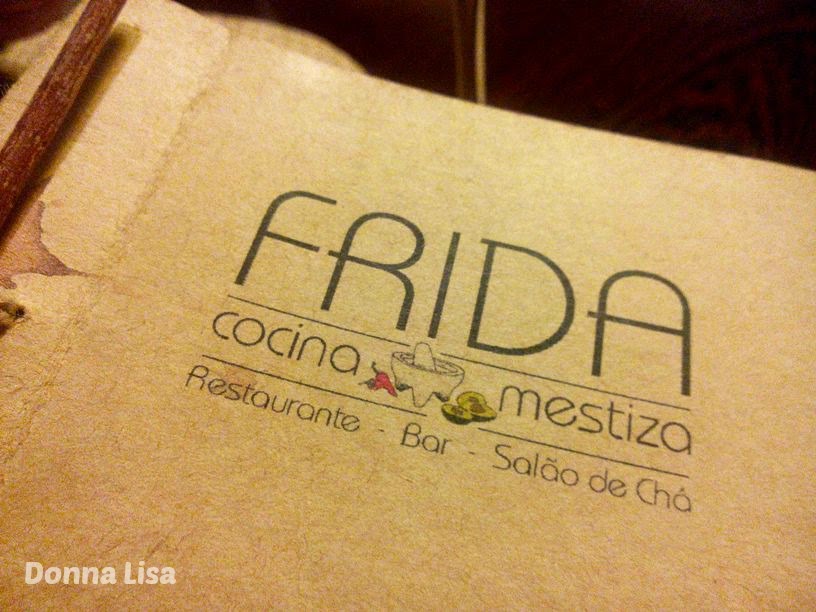 FRIDA
cocina mestiza
Restaurante - Bar - Salão de Chá
Donna Lisa